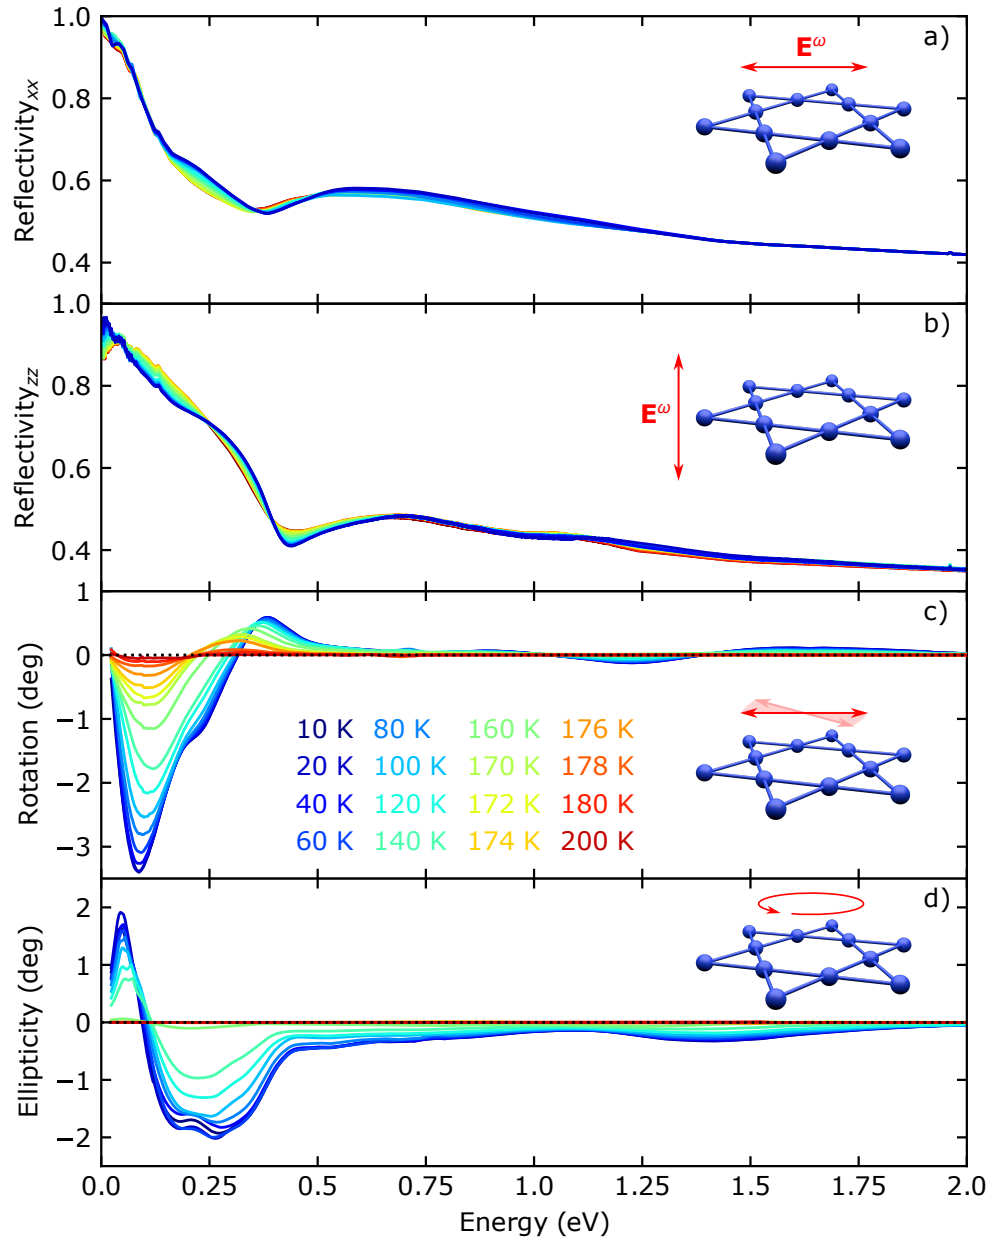 1.0
a)
E^ω
0.8
Reflectivity_xx
0.6
0.4
1.0
b)
0.8
E^ω
Reflectivity_zz
0.6
0.4
1
c)
0
Rotation (deg)
−1
10 K 80 K 160 K 176 K
−2
20 K 100 K 170 K 178 K
40 K 120 K 172 K 180 K
−3
60 K 140 K 174 K 200 K
d)
2
1
Ellipticity (deg)
0
−1
−2
0.0 0.25 0.5 0.75 1.0 1.25 1.5 1.75 2.0
Energy (eV)